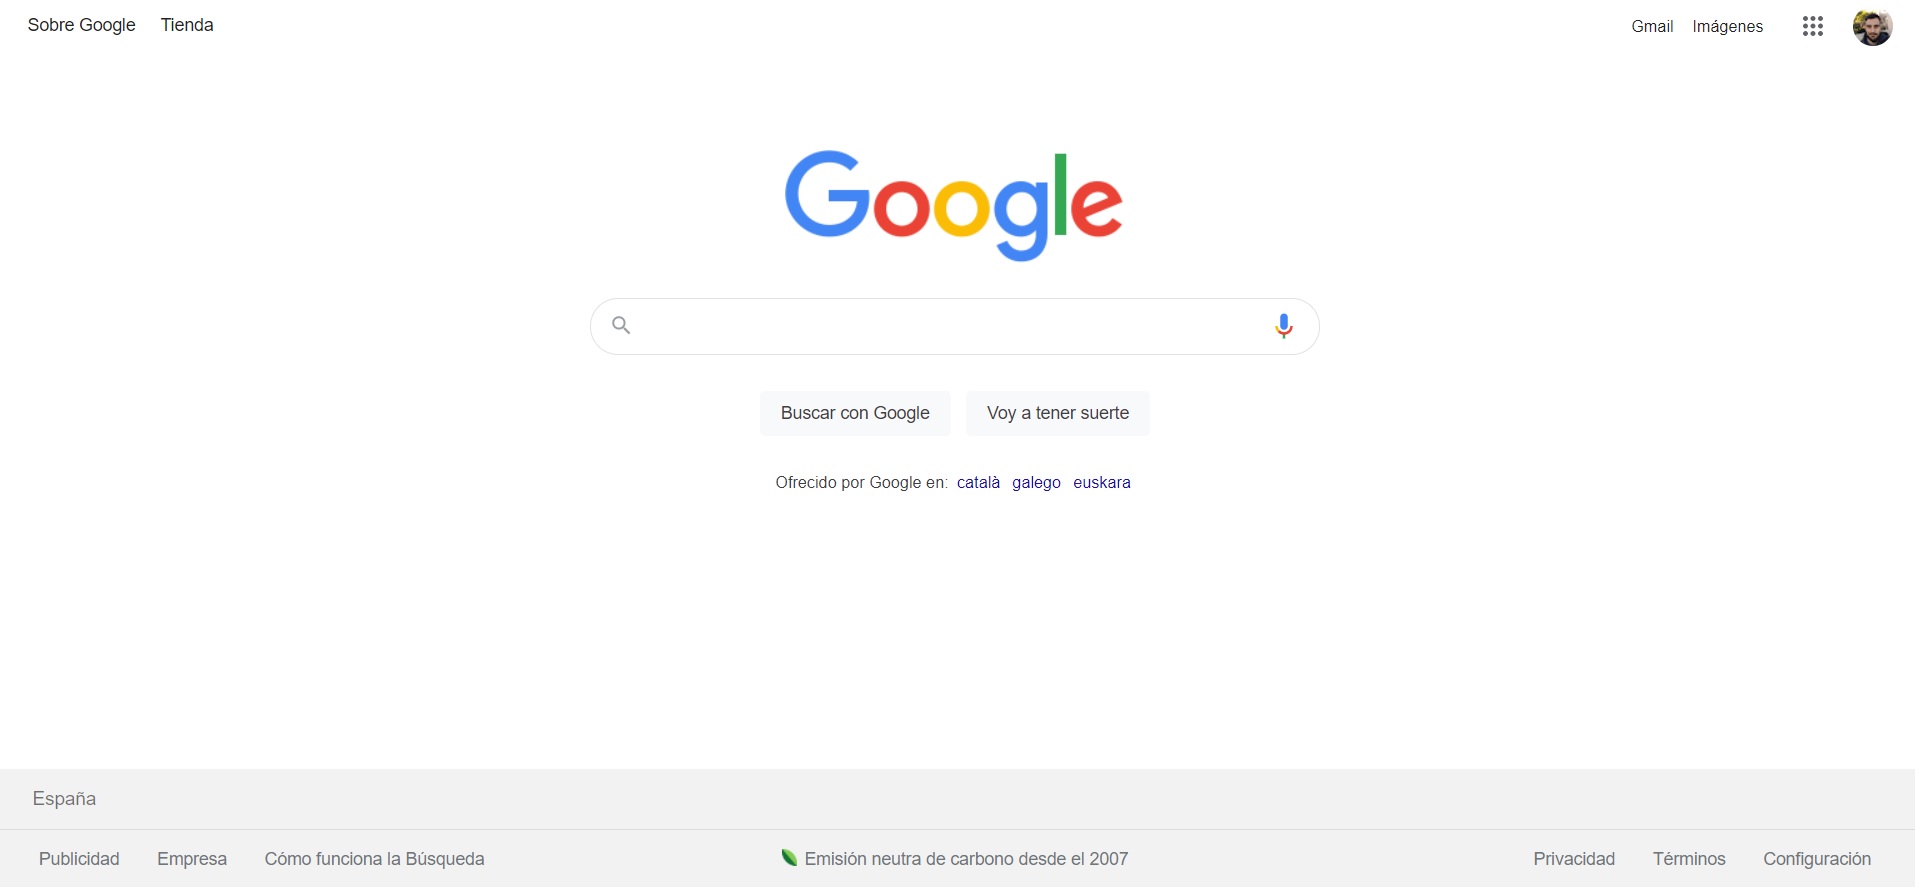 Sobre Google Tienda Gmail Imágenes
Google
Buscar con Google Voy a tener suerte
Ofrecido por Google en: català galego euskara
España
Publicidad Empresa Cómo funciona la Búsqueda Emisión neutra de carbono desde el 2007 Privacidad Términos Configuración